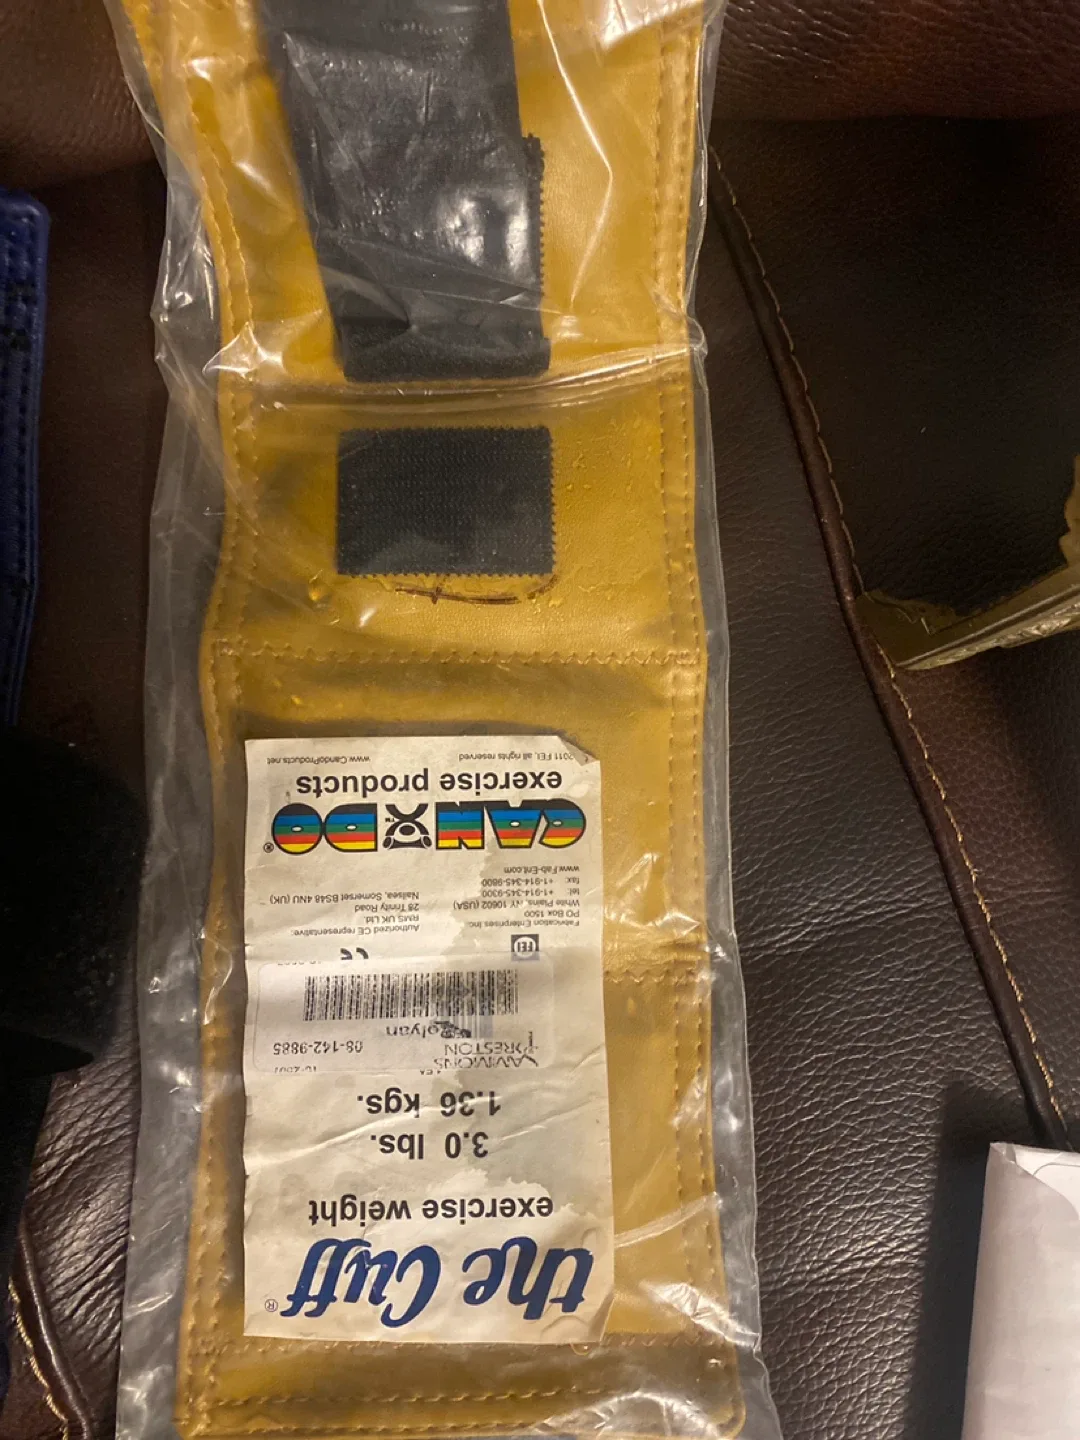 the Cuff®
exercise weight
3.0 lbs.
1.36 kgs.
SAMMONS
PRESTON
Rolyan
08-142-9885
FEI
Fabrication Enterprises Inc.
PO Box 1500
White Plains, NY, 10602 (USA)
tel: +1-914-345-9300
fax: +1-914-345-9800
www.Fab-Ent.com
CE
Authorized CE representative:
RMS UK Ltd.
28 Trinity Road
Nailsea, Somerset BS48 4NU (UK)
CANDO®
exercise products
2011 FEI, all rights reserved
www.CandoProducts.net